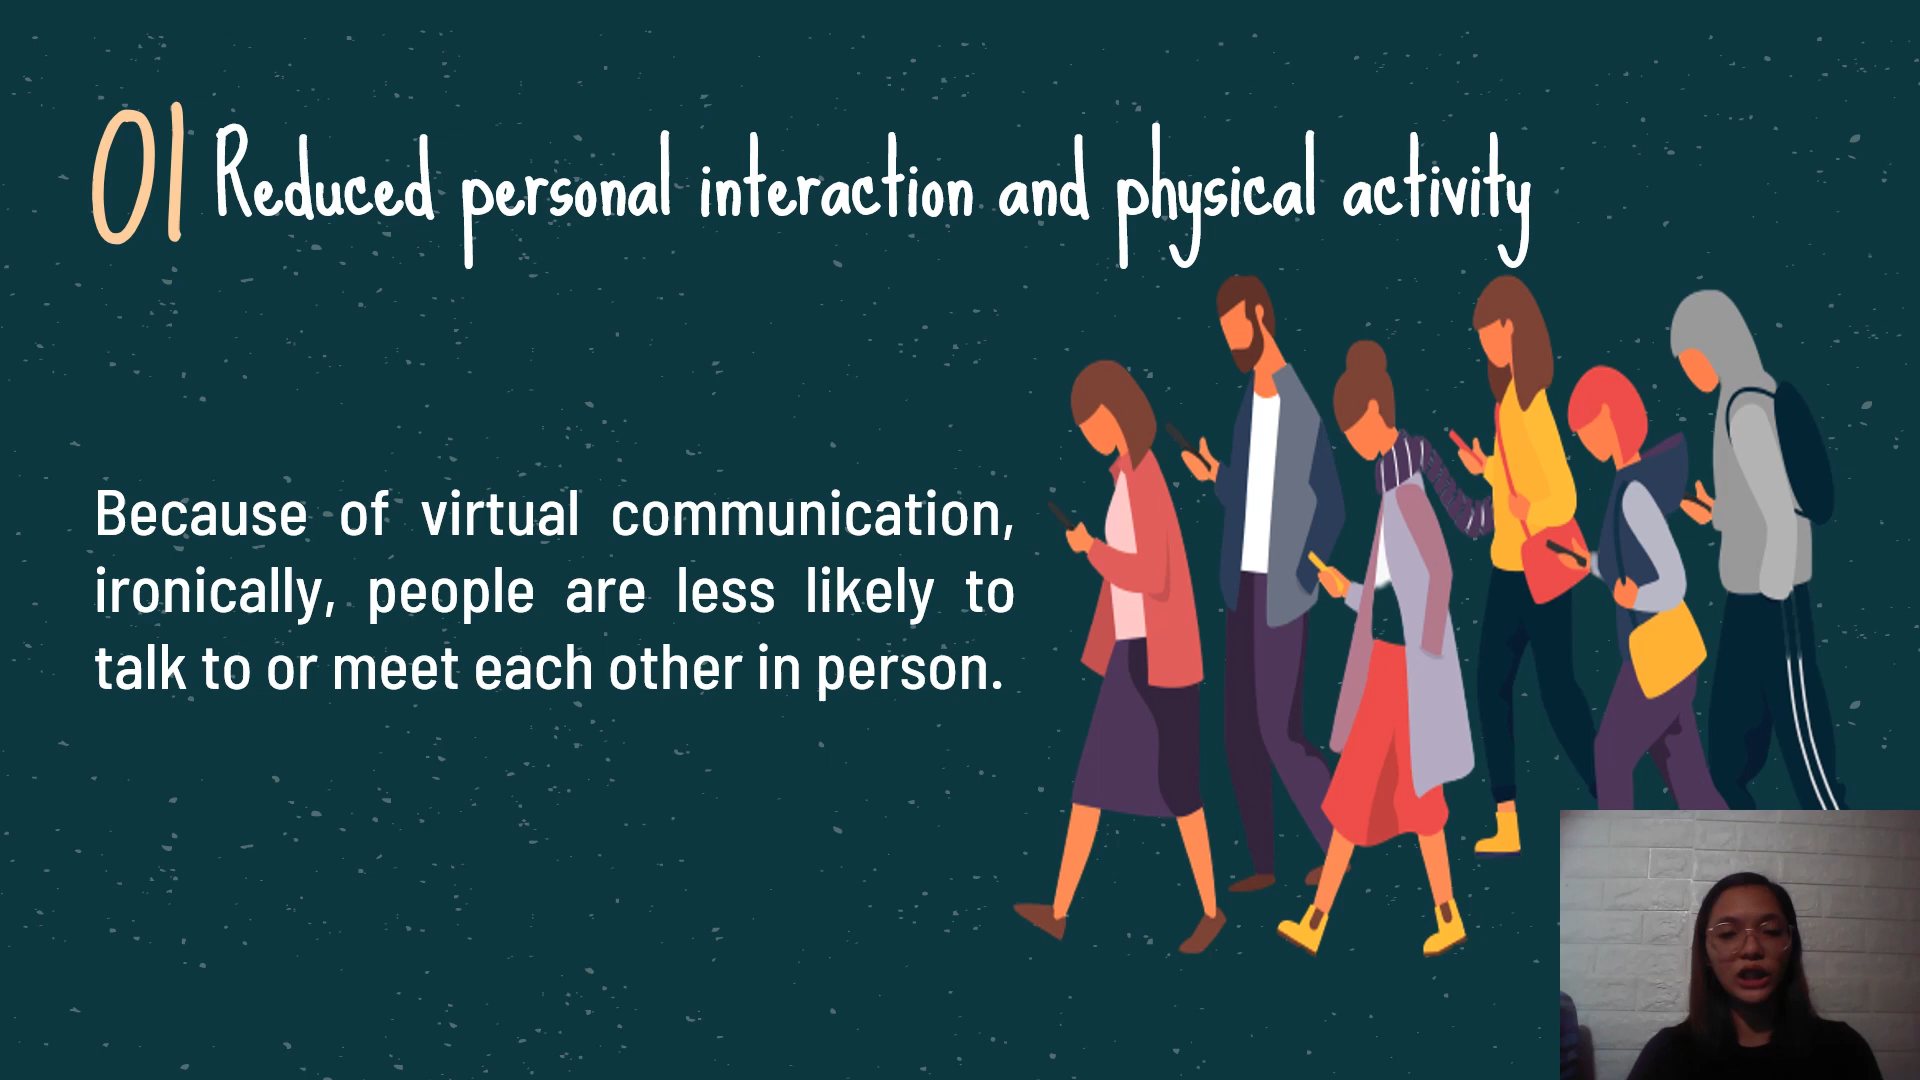 01 Reduced personal interaction and physical activity
Because of virtual communication,
ironically, people are less likely to
talk to or meet each other in person.